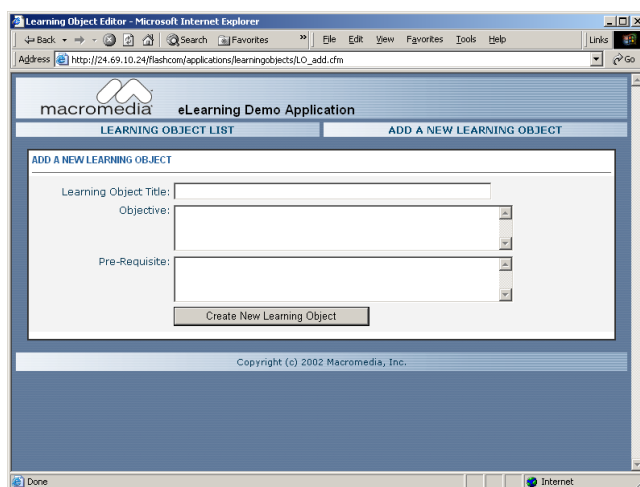 Learning Object Editor - Microsoft Internet Explorer
Back Search Favorites » File Edit View Favorites Tools Help Links
Address http://24.69.10.24/flashcom/applications/learningobjects/LO_add.cfm Go
macromedia eLearning Demo Application
LEARNING OBJECT LIST ADD A NEW LEARNING OBJECT
ADD A NEW LEARNING OBJECT
Learning Object Title:
Objective:
Pre-Requisite:
Create New Learning Object
Copyright (c) 2002 Macromedia, Inc.
Done Internet